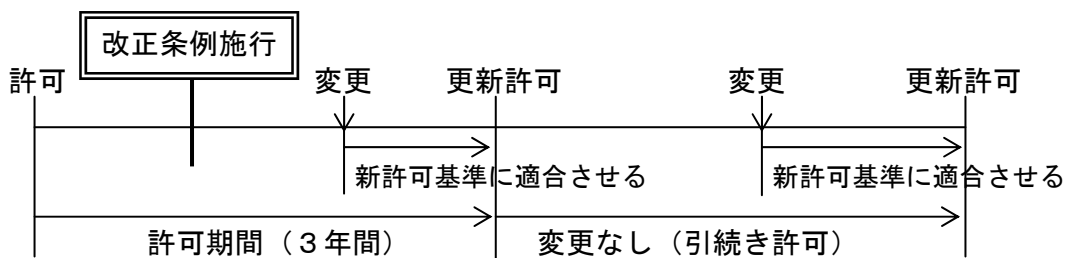 改正条例施行
許可 変更 更新許可 変更 更新許可
新許可基準に適合させる 新許可基準に適合させる
許可期間（３年間） 変更なし（引続き許可）